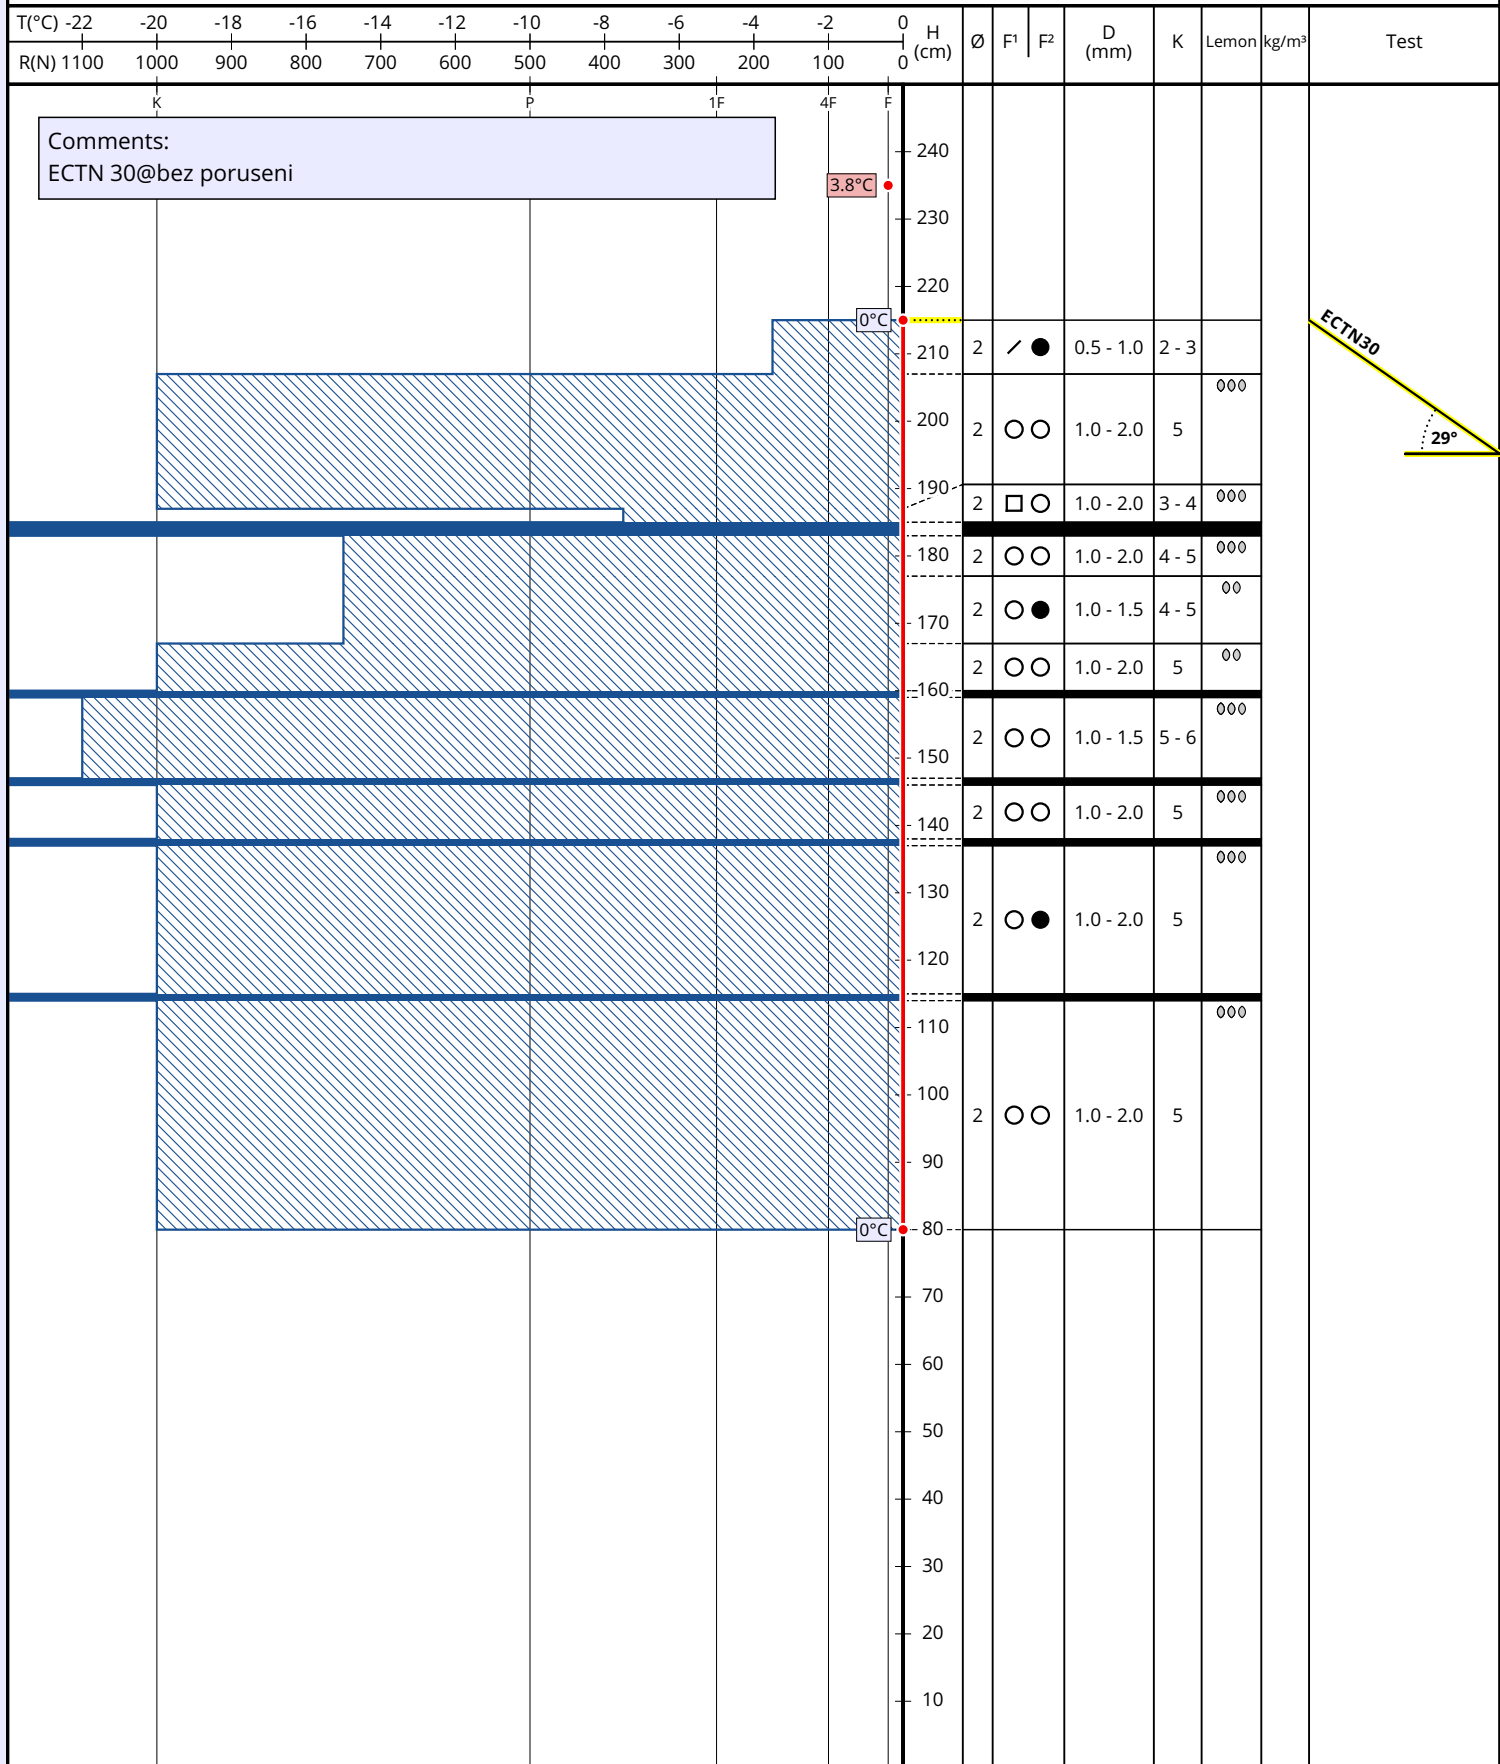 T(°C) -22 -20 -18 -16 -14 -12 -10 -8 -6 -4 -2 0
R(N) 1100 1000 900 800 700 600 500 400 300 200 100 0
H (cm) Ø F¹ F² D (mm) K Lemon kg/m³ Test
K P 1F 4F F
Comments:
ECTN 30@bez poruseni
240
3.8°C
230
220
0°C
ECTN30
210
2 0.5 - 1.0 2 - 3
200
2 1.0 - 2.0 5
29°
190
2 1.0 - 2.0 3 - 4
180
2 1.0 - 2.0 4 - 5
170
2 1.0 - 1.5 4 - 5
2 1.0 - 2.0 5
160
2 1.0 - 1.5 5 - 6
150
2 1.0 - 2.0 5
140
130
2 1.0 - 2.0 5
120
110
100
2 1.0 - 2.0 5
90
0°C 80
70
60
50
40
30
20
10